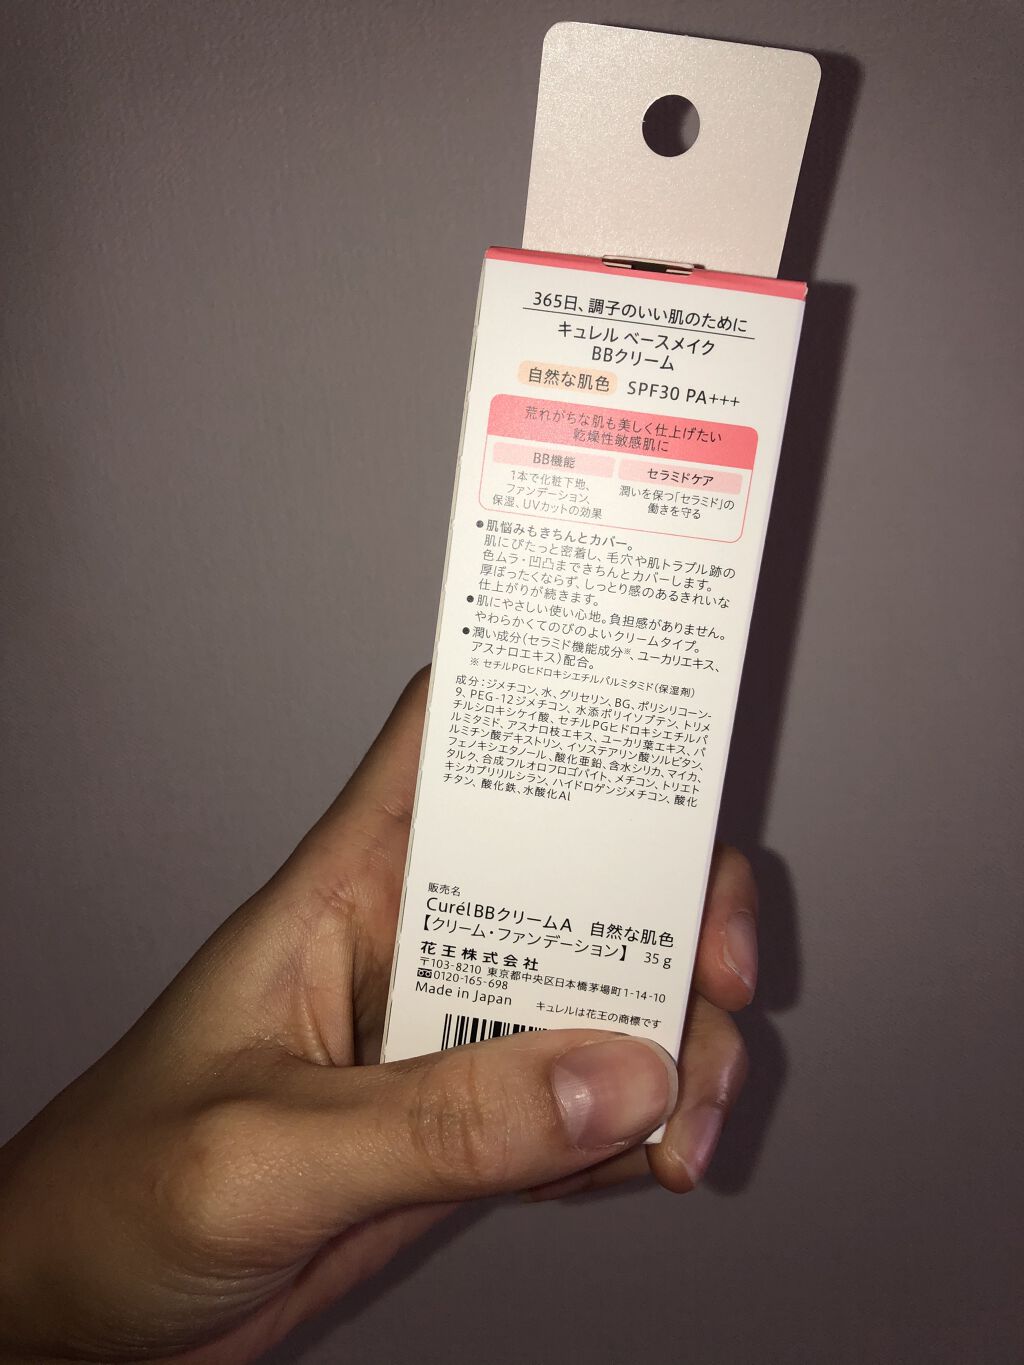 365日、調子のいい肌のために
キュレル ベースメイク
BBクリーム
自然な肌色 SPF30 PA+++
荒れがちな肌も美しく仕上げたい
乾燥性敏感肌に
BB機能
1本で化粧下地、
ファンデーション、
保湿、UVカットの効果
セラミドケア
潤いを保つ「セラミド」の
働きを守る
●肌悩みもきちんとカバー。
肌にぴたっと密着し、毛穴や肌トラブル跡の
色ムラ・凹凸まできちんとカバーします。
厚ぼったくならず、しっとり感のあるきれいな
仕上がりが続きます。
●肌にやさしい使い心地。負担感がありません。
やわらかくてのびのよいクリームタイプ。
●潤い成分(セラミド機能成分※、ユーカリエキス、
アスナロエキス)配合。
※ セチルPGヒドロキシエチルパルミタミド(保湿剤)
成分:ジメチコン、水、グリセリン、BG、ポリシリコーン-
9、PEG-12ジメチコン、水添ポリイソブテン、トリメ
チルシロキシケイ酸、セチルPGヒドロキシエチルパ
ルミタミド、アスナロ枝エキス、ユーカリ葉エキス、パ
ルミチン酸デキストリン、イソステアリン酸ソルビタン、
フェノキシエタノール、酸化亜鉛、含水シリカ、マイカ、
タルク、合成フルオロフロゴパイト、メチコン、トリエト
キシカプリリルシラン、ハイドロゲンジメチコン、酸化
チタン、酸化鉄、水酸化Al
販売名
CurélBBクリームA 自然な肌色
【クリーム・ファンデーション】 35g
花王株式会社
〒103-8210 東京都中央区日本橋茅場町1-14-10
0120-165-698
Made in Japan キュレルは花王の商標です